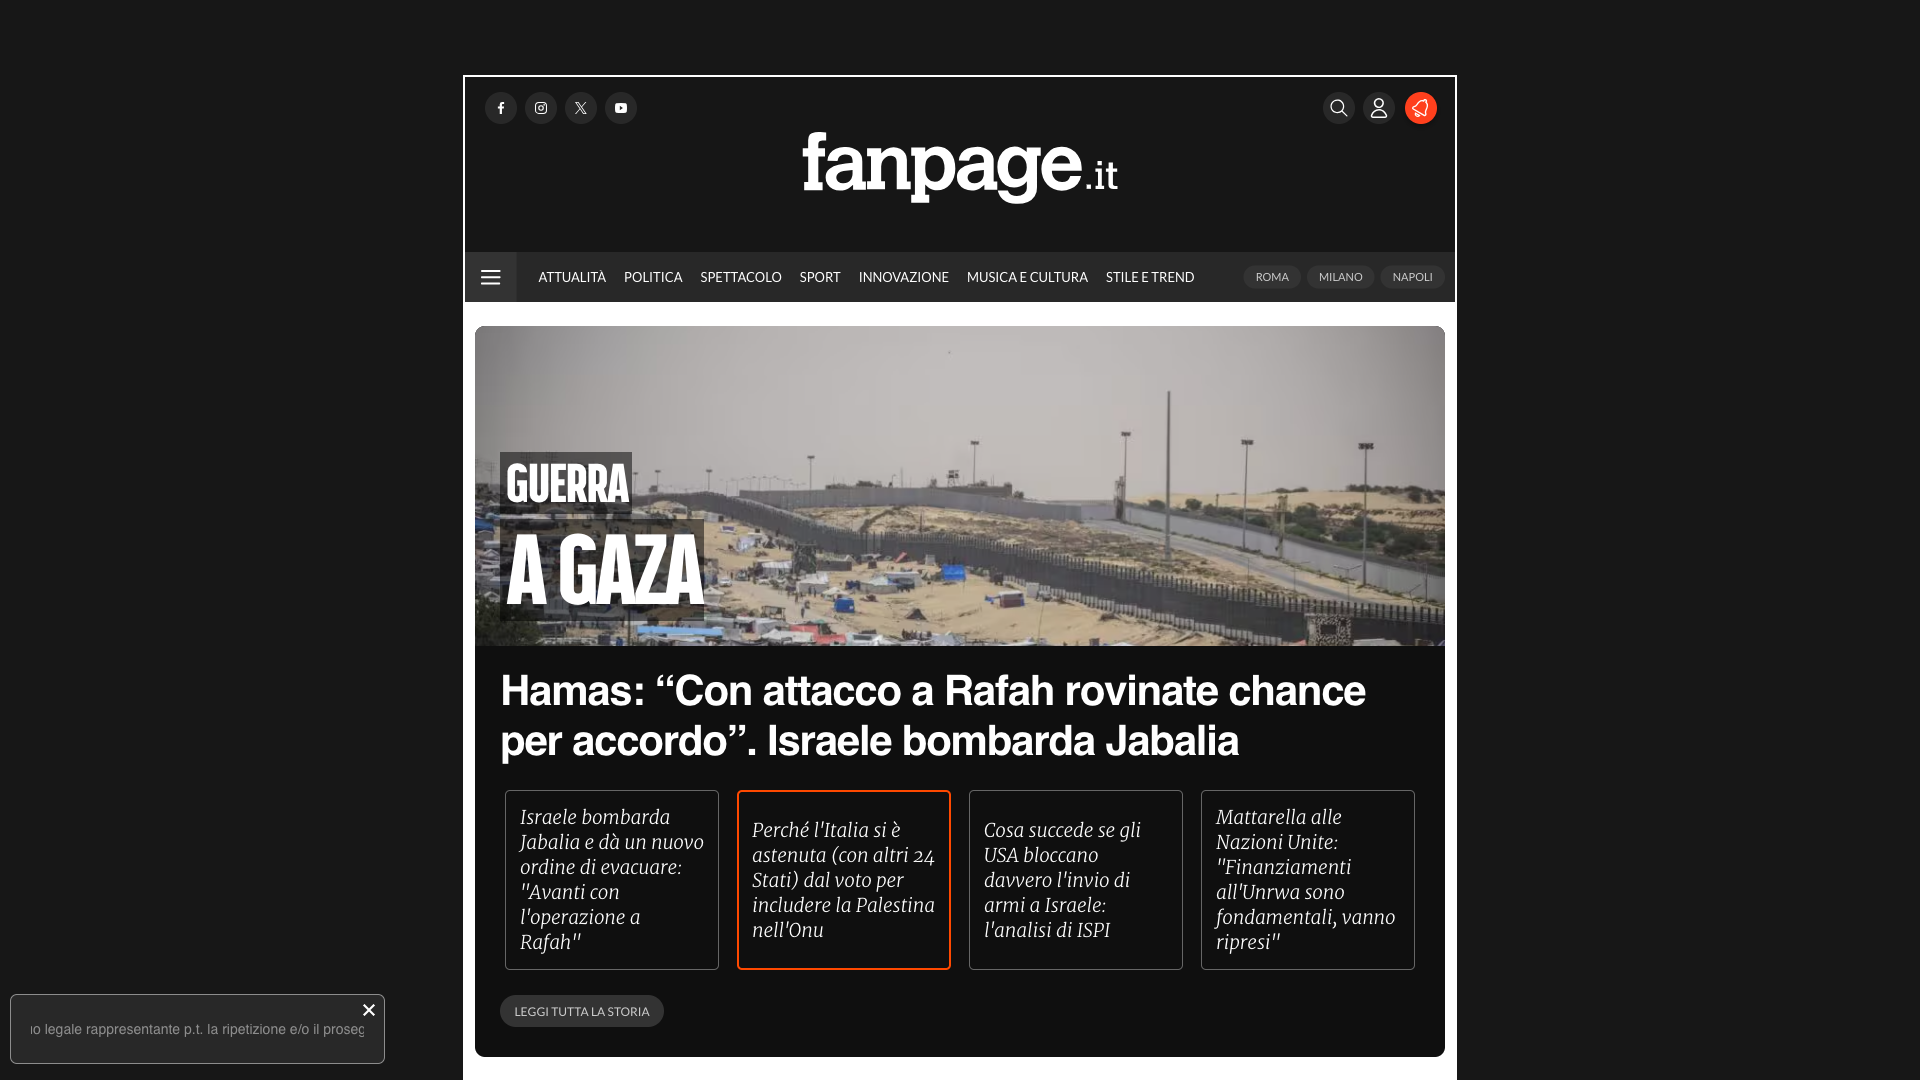 fanpage.it
ATTUALITÀ POLITICA SPETTACOLO SPORT INNOVAZIONE MUSICA E CULTURA STILE E TREND ROMA MILANO NAPOLI
GUERRA
A GAZA
Hamas: “Con attacco a Rafah rovinate chance
per accordo”. Israele bombarda Jabalia
Israele bombarda
Jabalia e dà un nuovo
ordine di evacuare:
"Avanti con
l'operazione a
Rafah"
Perché l'Italia si è
astenuta (con altri 24
Stati) dal voto per
includere la Palestina
nell'Onu
Cosa succede se gli
USA bloccano
davvero l'invio di
armi a Israele:
l'analisi di ISPI
Mattarella alle
Nazioni Unite:
"Finanziamenti
all'Unrwa sono
fondamentali, vanno
ripresi"
LEGGI TUTTA LA STORIA
legale rappresentante p.t. la ripetizione e/o il